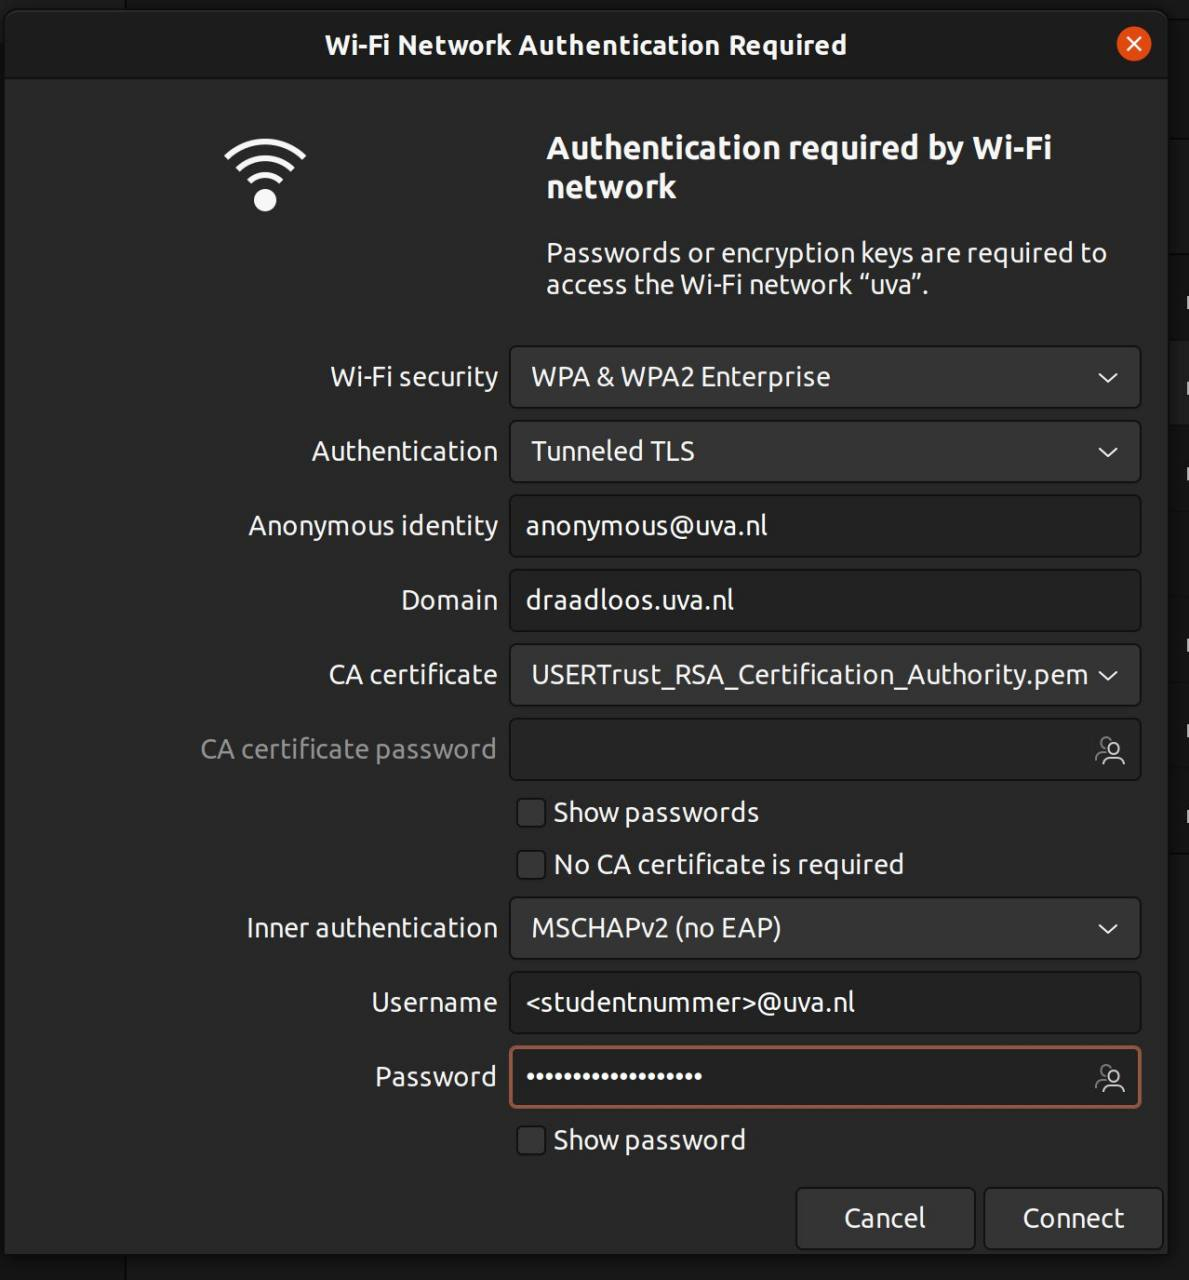 Wi-Fi Network Authentication Required
Authentication required by Wi-Fi
network
Passwords or encryption keys are required to
access the Wi-Fi network “uva”.
Wi-Fi security WPA & WPA2 Enterprise
Authentication Tunneled TLS
Anonymous identity anonymous@uva.nl
Domain draadloos.uva.nl
CA certificate USERTrust_RSA_Certification_Authority.pem
CA certificate password
Show passwords
No CA certificate is required
Inner authentication MSCHAPv2 (no EAP)
Username <studentnummer>@uva.nl
Password •••••••••••••••••••
Show password
Cancel Connect